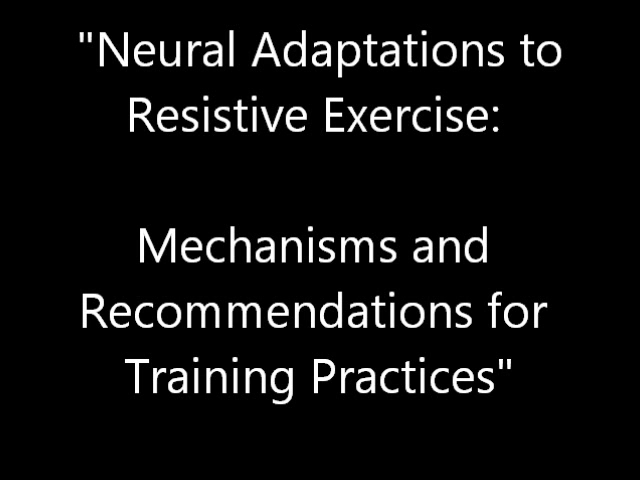 "Neural Adaptations to
Resistive Exercise:
Mechanisms and
Recommendations for
Training Practices"